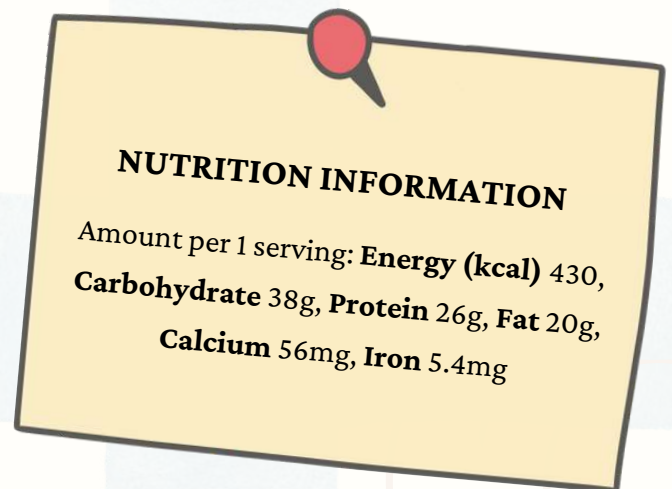 NUTRITION INFORMATION
Amount per 1 serving: Energy (kcal) 430,
Carbohydrate 38g, Protein 26g, Fat 20g,
Calcium 56mg, Iron 5.4mg